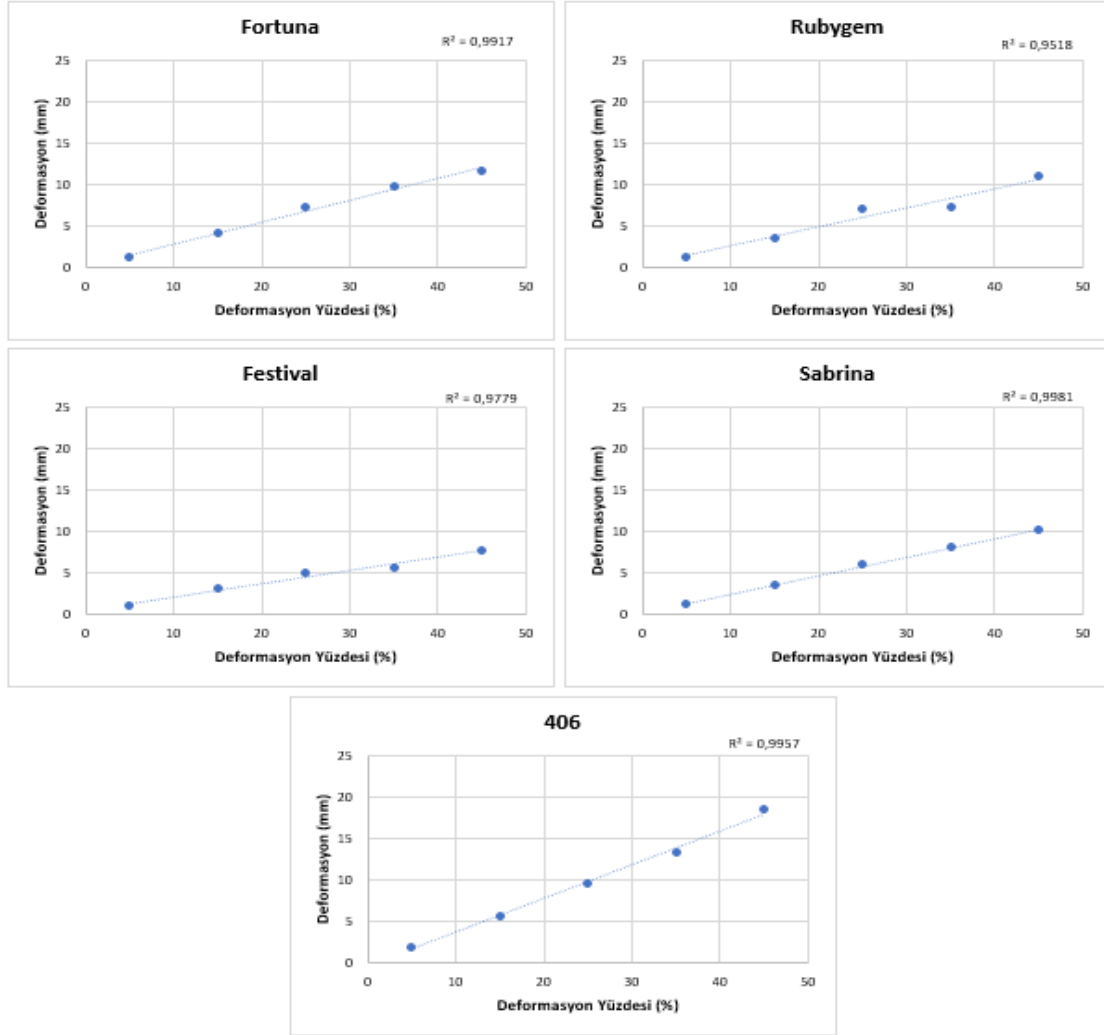 Fortuna
R² = 0,9917
Deformasyon (mm)
25
20
15
10
5
0
0 10 20 30 40 50
Deformasyon Yüzdesi (%)
Rubygem
R² = 0,9518
Deformasyon (mm)
25
20
15
10
5
0
0 10 20 30 40 50
Deformasyon Yüzdesi (%)
Festival
R² = 0,9779
Deformasyon (mm)
25
20
15
10
5
0
0 10 20 30 40 50
Deformasyon Yüzdesi (%)
Sabrina
R² = 0,9981
Deformasyon (mm)
25
20
15
10
5
0
0 10 20 30 40 50
Deformasyon Yüzdesi (%)
406
R² = 0,9957
Deformasyon (mm)
25
20
15
10
5
0
0 10 20 30 40 50
Deformasyon Yüzdesi (%)